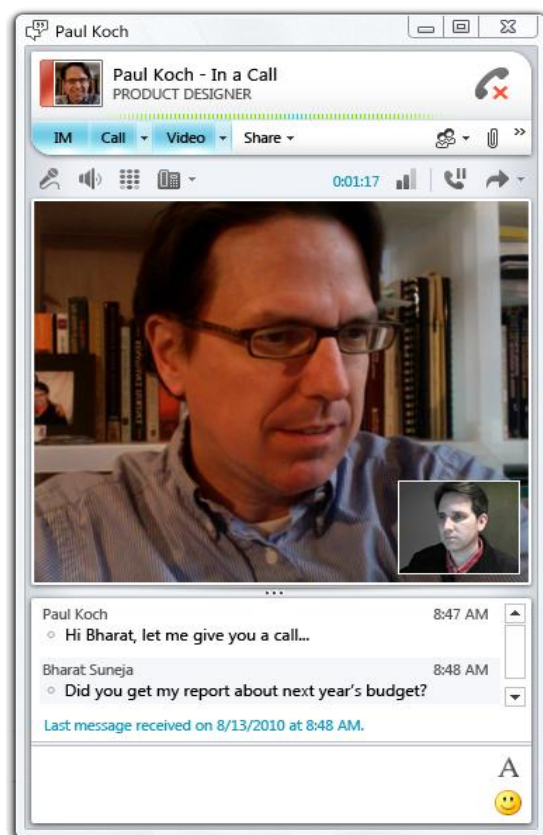 Paul Koch
Paul Koch - In a Call
PRODUCT DESIGNER
IM Call Video Share
0:01:17
Paul Koch 8:47 AM
Hi Bharat, let me give you a call...
Bharat Suneja 8:48 AM
Did you get my report about next year's budget?
Last message received on 8/13/2010 at 8:48 AM.
A